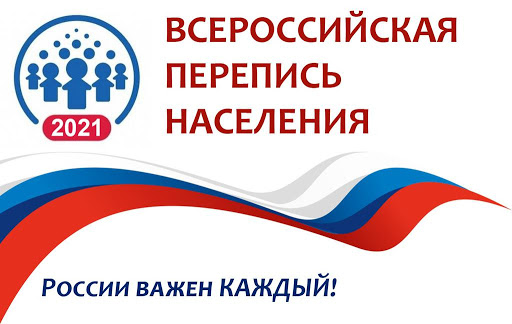 2021
ВСЕРОССИЙСКАЯ
ПЕРЕПИСЬ
НАСЕЛЕНИЯ
России важен КАЖДЫЙ!